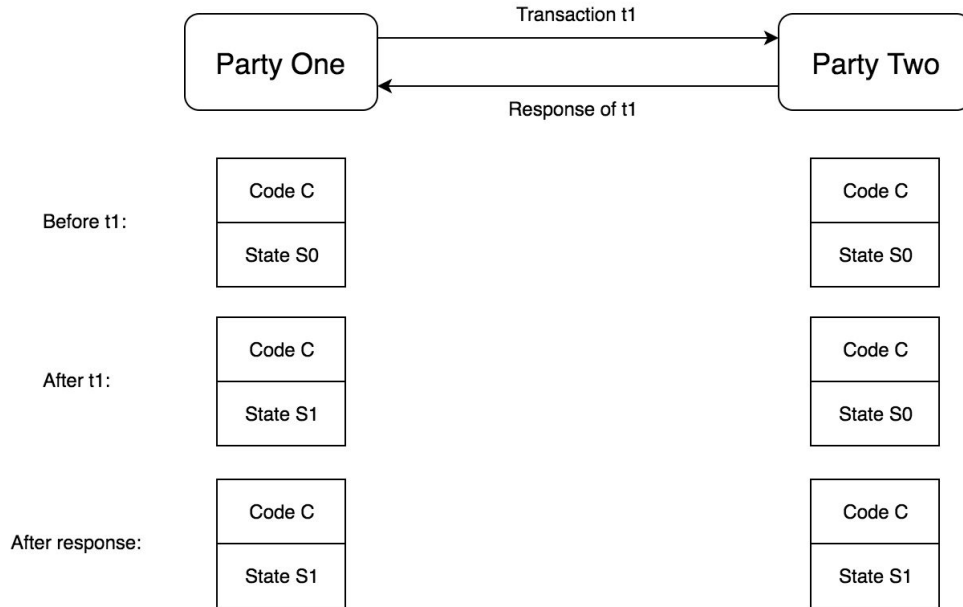 Transaction t1
Party One
Party Two
Response of t1
Code C
Code C
Before t1:
State S0
State S0
Code C
Code C
After t1:
State S1
State S0
Code C
Code C
After response:
State S1
State S1